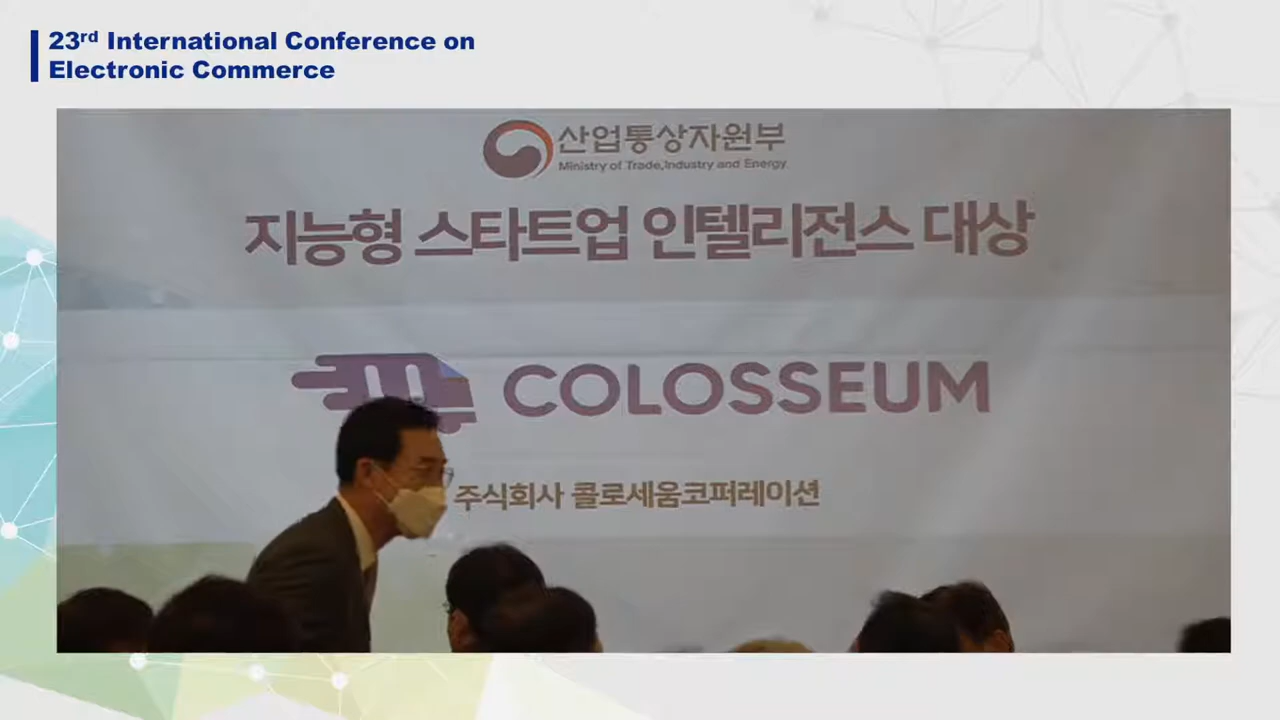 23rd International Conference on
Electronic Commerce
산업통상자원부
Ministry of Trade, Industry and Energy
지능형 스타트업 인텔리전스 대상
COLOSSEUM
주식회사 콜로세움코퍼레이션